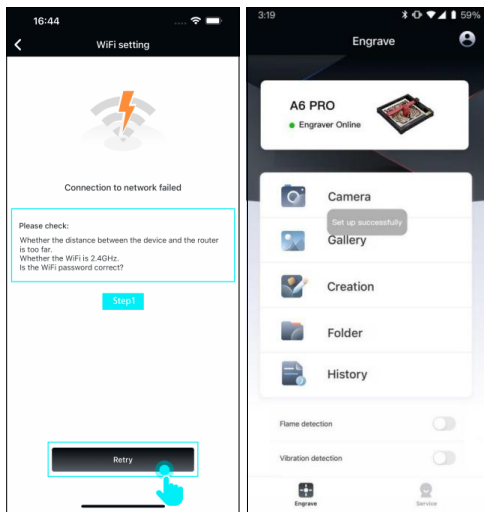 16:44
WiFi setting
Connection to network failed
Please check:
Whether the distance between the device and the router
is too far.
Whether the WiFi is 2.4GHz.
Is the WiFi password correct?
Step1
Retry
3:19
59%
Engrave
A6 PRO
Engraver Online
Camera
Set up successfully
Gallery
Creation
Folder
History
Flame detection
Vibration detection
Engrave
Service